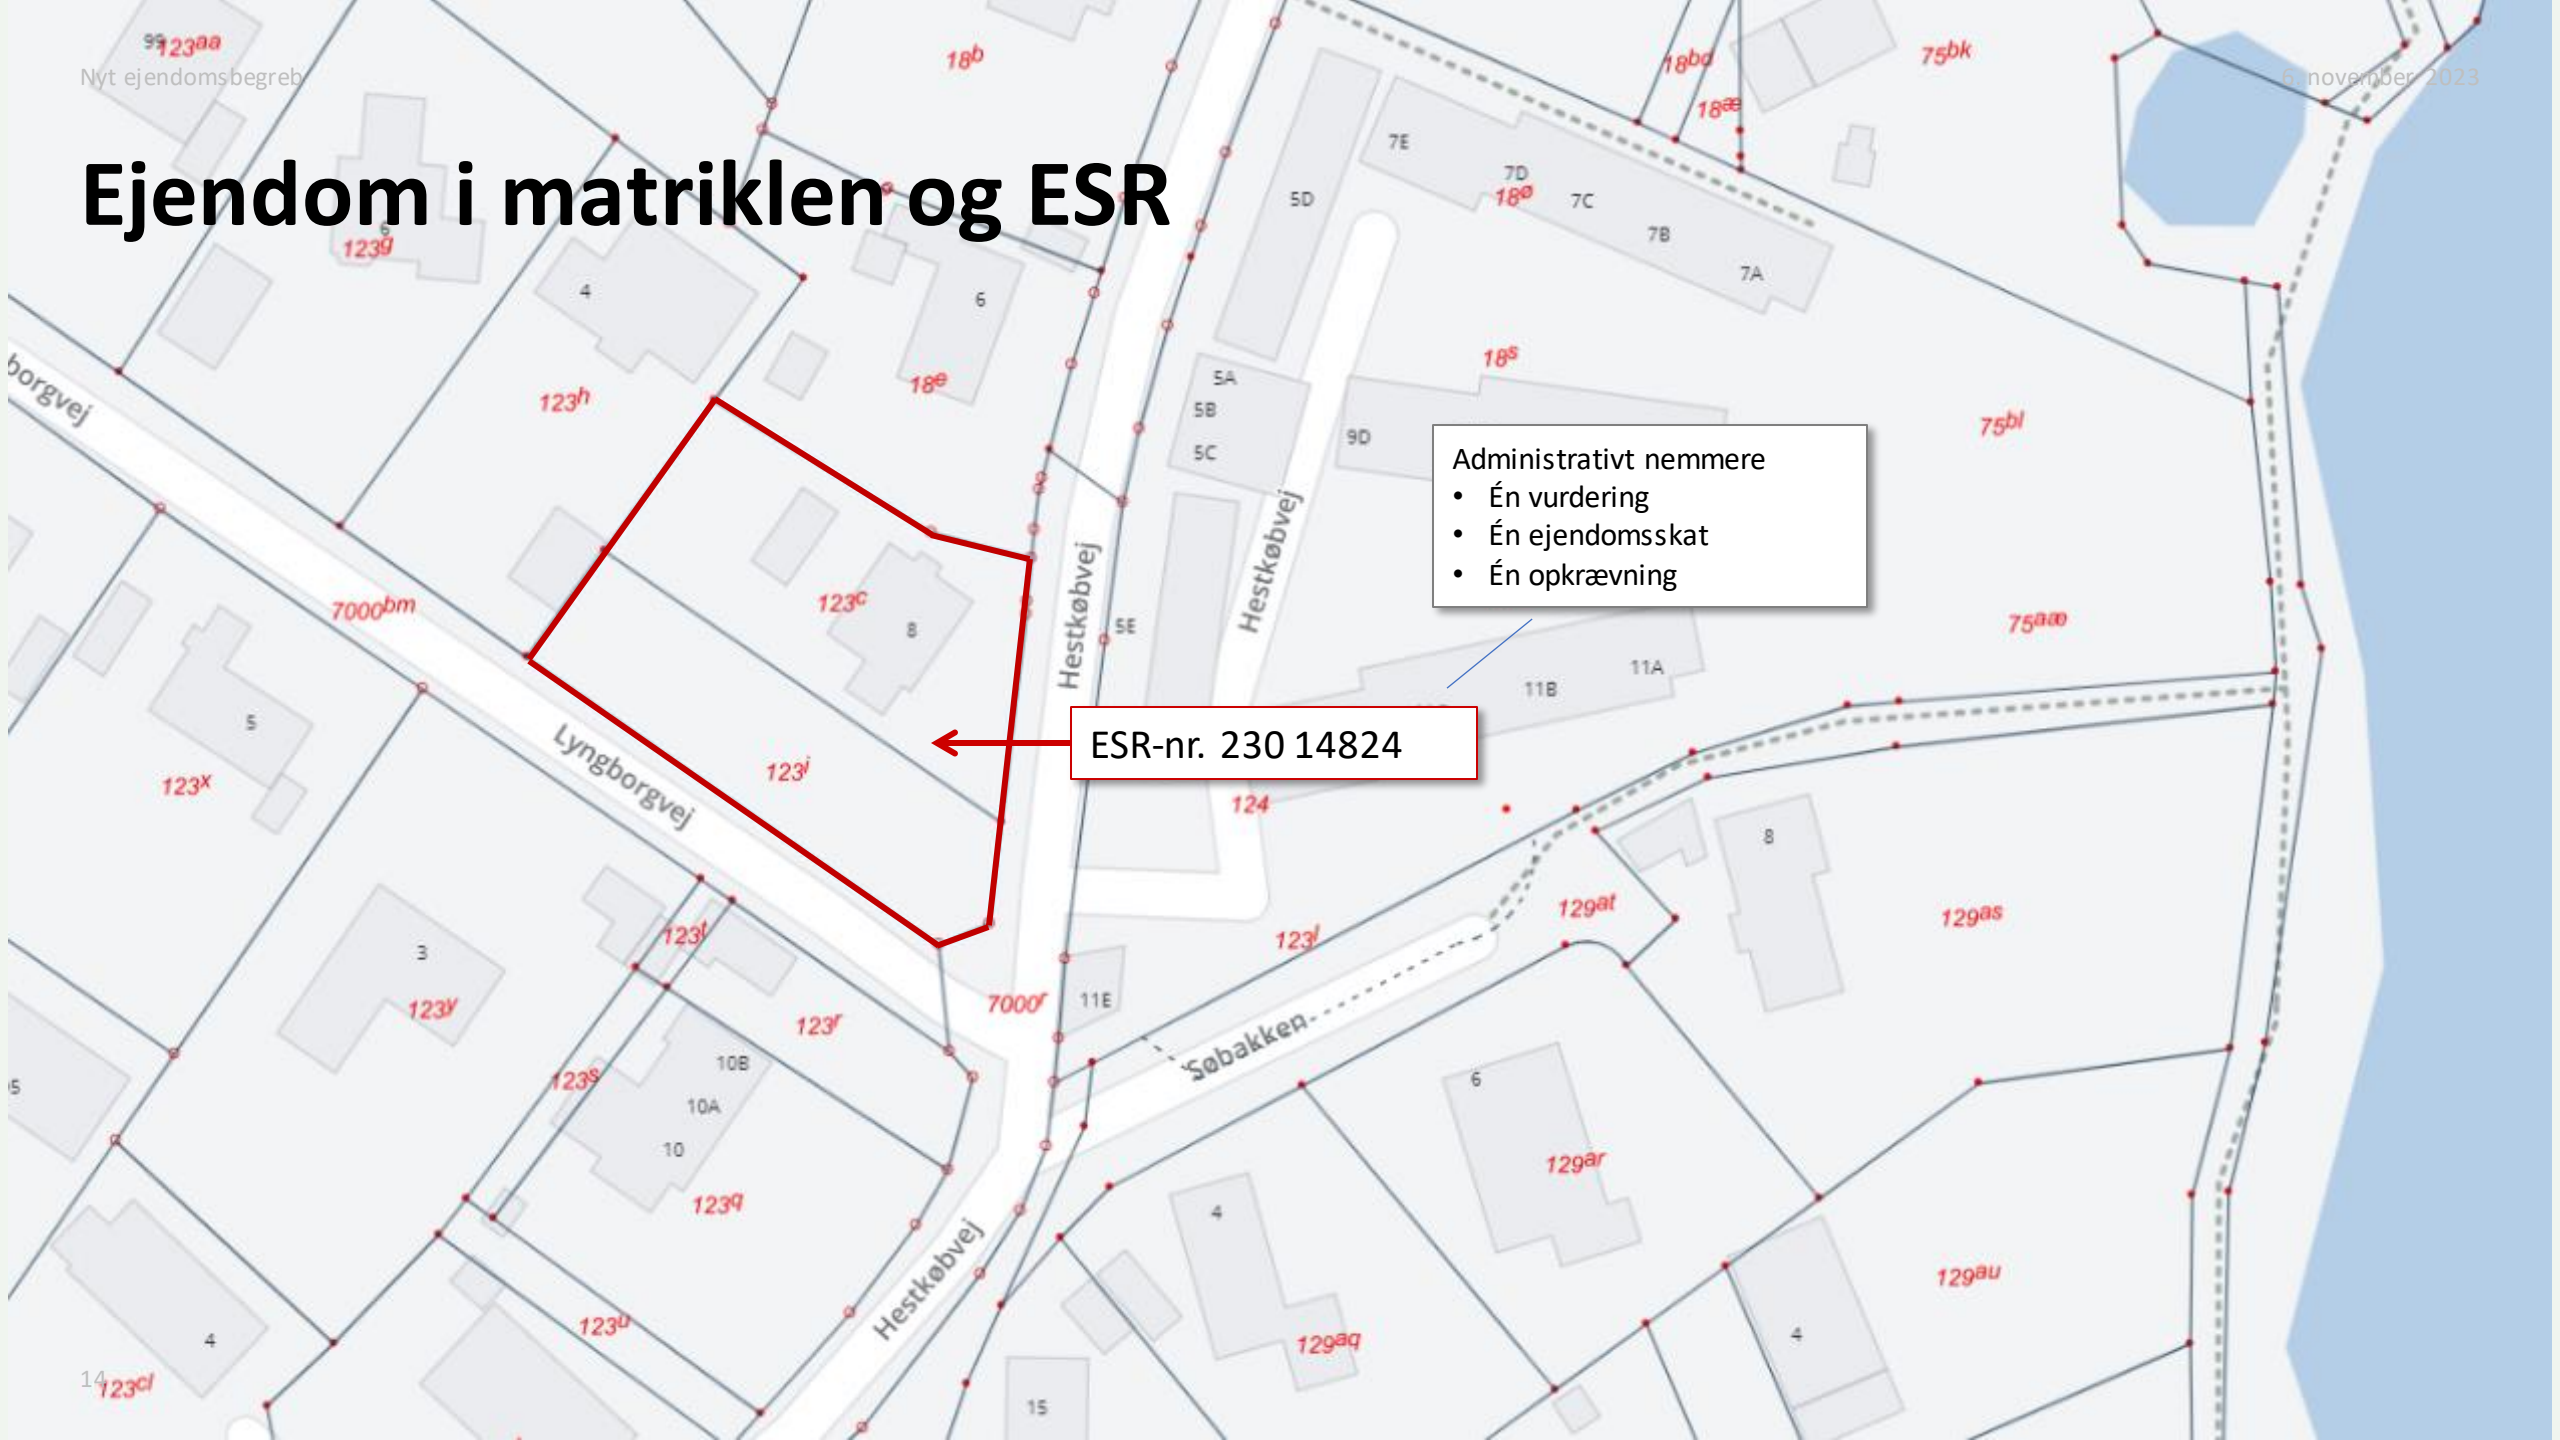 Nyt ejendomsbegreb
6. november 2023
Ejendom i matriklen og ESR
Administrativt nemmere
• Én vurdering
• Én ejendomsskat
• Én opkrævning
ESR-nr. 230 14824
14
99
123aa
18b
18bd
18æ
75bk
7E
7D
18ø
7C
7B
7A
5D
6
123g
4
6
123h
18e
18s
5A
5B
5C
9D
75bl
borgvej
Hestkøbvej
Hestkøbvej
7000bm
123c
8
5E
75aæ
11B
11A
5
123x
Lyngborgvej
123i
124
8
3
123y
123t
123r
7000r
11E
123l
129at
129as
Søbakken
10B
10A
10
123s
123q
6
129ar
5
4
4
129au
4
Hestkøbvej
123u
129aq
123cl
15